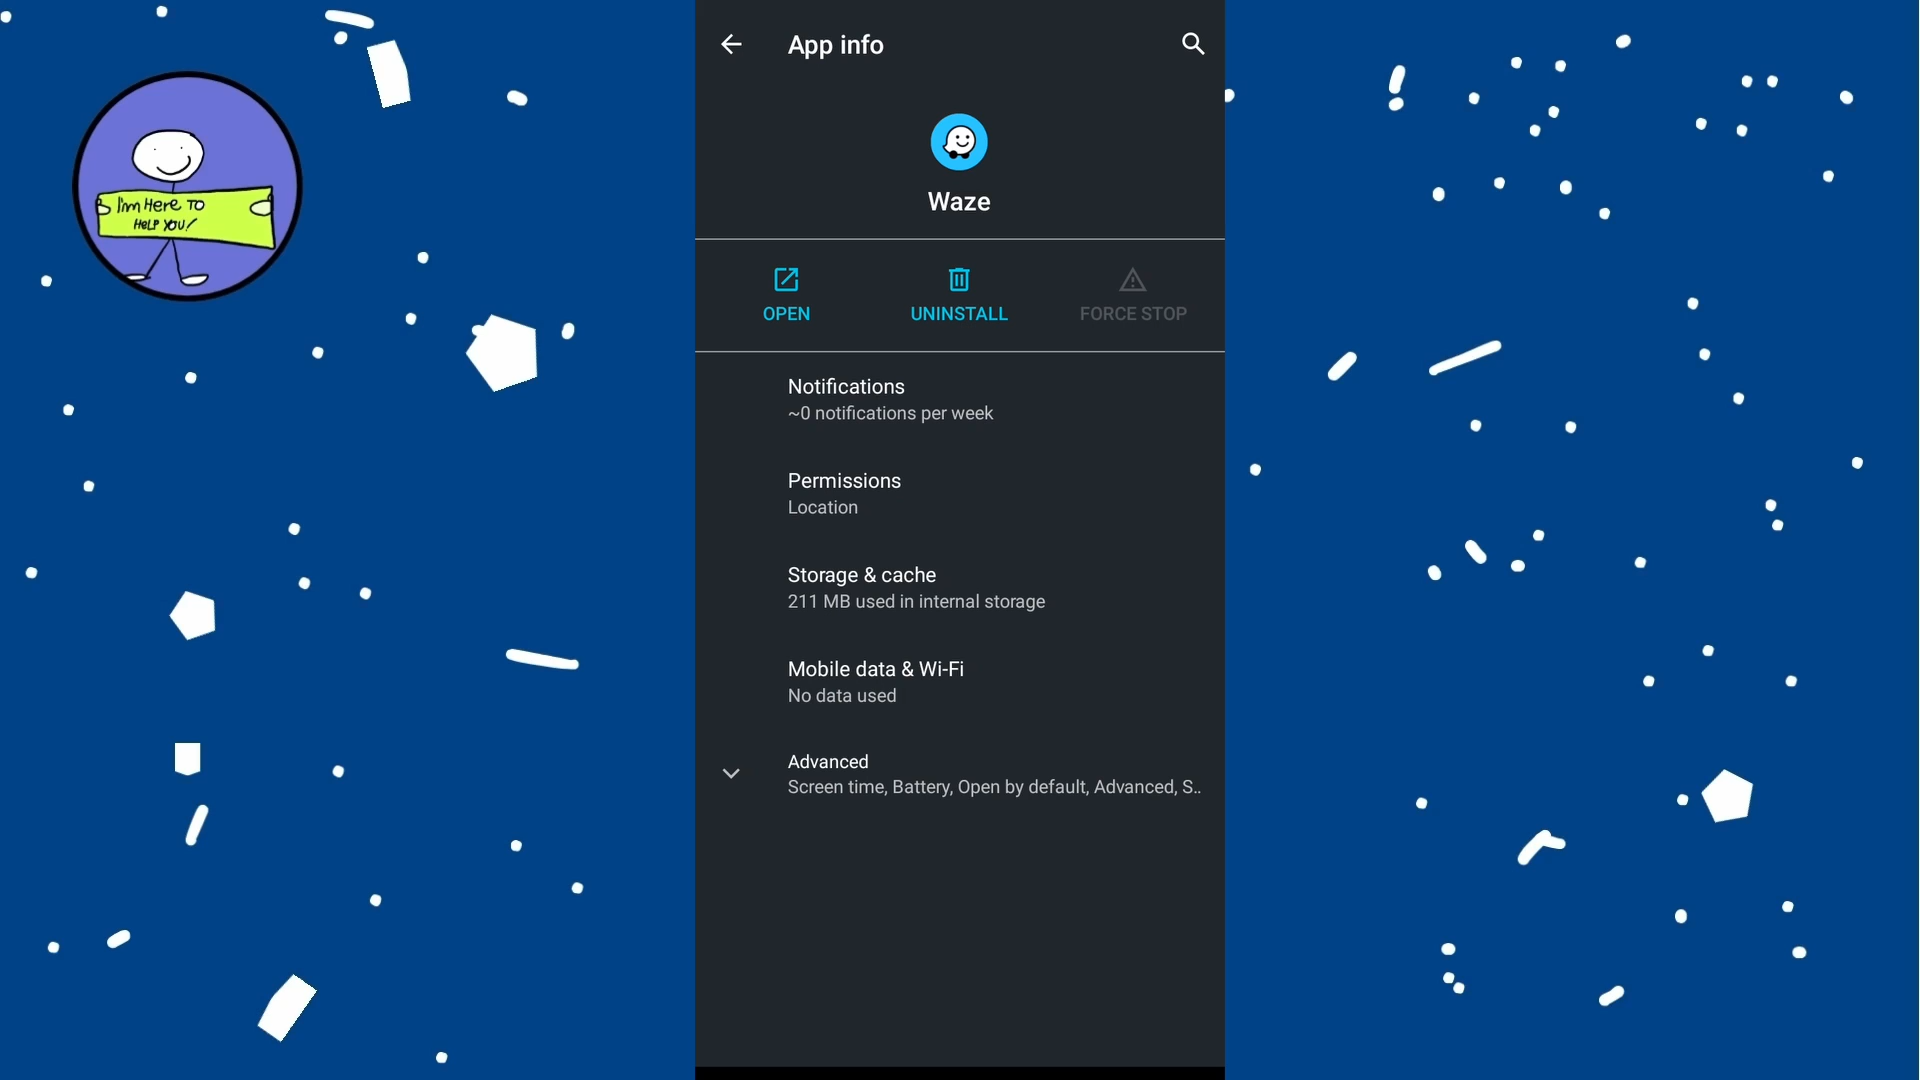 I'm HERE TO
HELP YOU!
App info
Waze
OPEN
UNINSTALL
FORCE STOP
Notifications
~0 notifications per week
Permissions
Location
Storage & cache
211 MB used in internal storage
Mobile data & Wi-Fi
No data used
Advanced
Screen time, Battery, Open by default, Advanced, S..